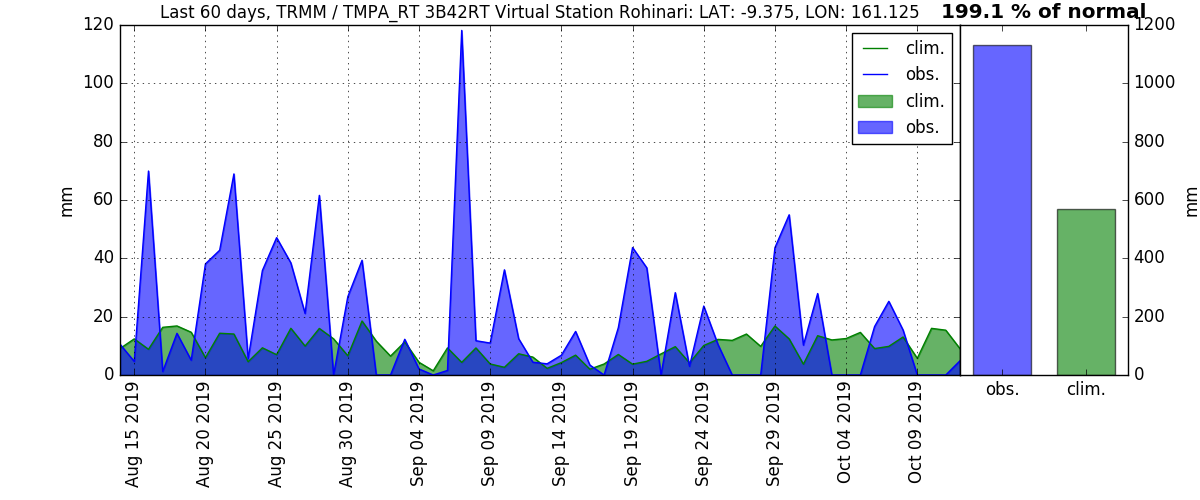 Last 60 days, TRMM / TMPA_RT 3B42RT Virtual Station Rohinari: LAT: -9.375, LON: 161.125
199.1 % of normal
120
100
80
60
40
20
0
mm
clim.
obs.
clim.
obs.
1200
1000
800
600
400
200
0
mm
Aug 15 2019
Aug 20 2019
Aug 25 2019
Aug 30 2019
Sep 04 2019
Sep 09 2019
Sep 14 2019
Sep 19 2019
Sep 24 2019
Sep 29 2019
Oct 04 2019
Oct 09 2019
obs.
clim.